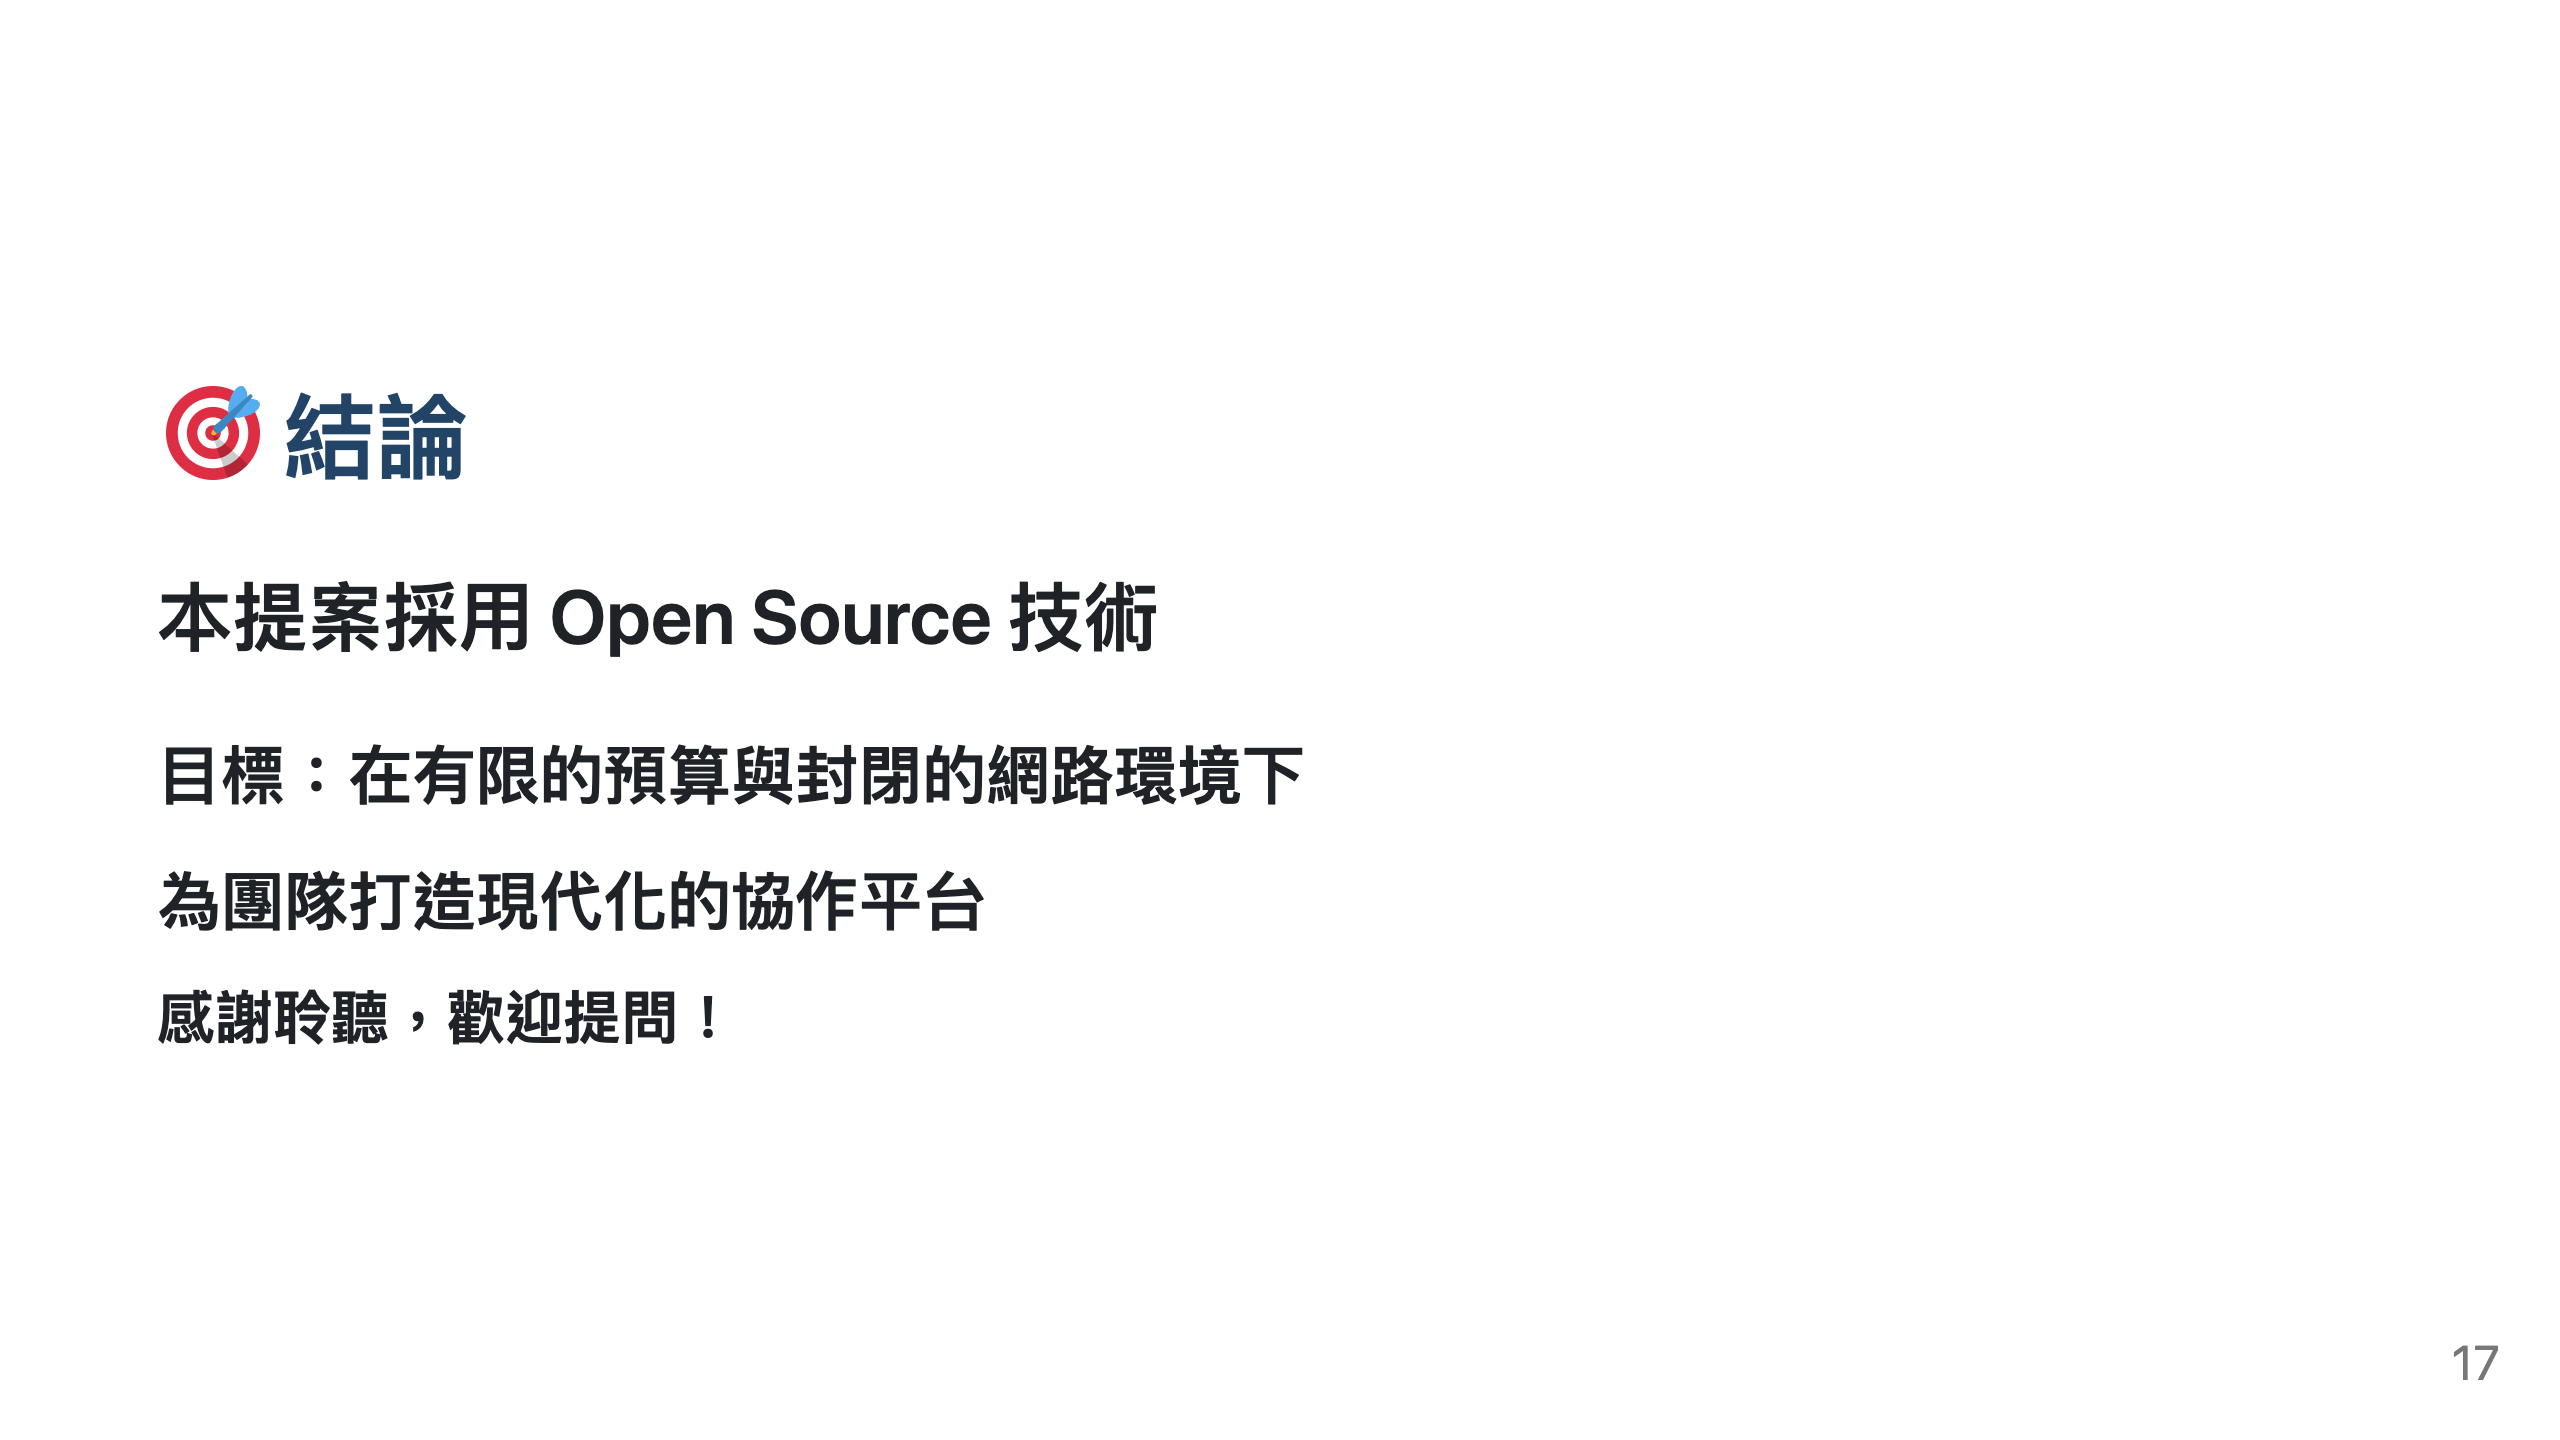 🎯 結論
本提案採用 Open Source 技術
目標：在有限的預算與封閉的網路環境下
為團隊打造現代化的協作平台
感謝聆聽，歡迎提問！
17